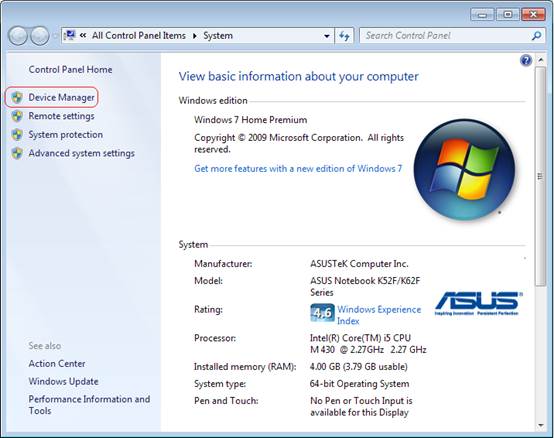 All Control Panel Items
System
Search Control Panel
Control Panel Home
Device Manager
Remote settings
System protection
Advanced system settings
See also
Action Center
Windows Update
Performance Information and
Tools
View basic information about your computer
Windows edition
Windows 7 Home Premium
Copyright © 2009 Microsoft Corporation. All rights
reserved.
Get more features with a new edition of Windows 7
System
Manufacturer: ASUSTeK Computer Inc.
Model: ASUS Notebook K52F/K62F
Series
Rating: 4,6 Windows Experience
Index
Processor: Intel(R) Core(TM) i5 CPU
M 430 @ 2.27GHz 2.27 GHz
Installed memory (RAM): 4.00 GB (3.79 GB usable)
System type: 64-bit Operating System
Pen and Touch: No Pen or Touch Input is
available for this Display
ASUS
Inspiring Innovation Persistent Perfection